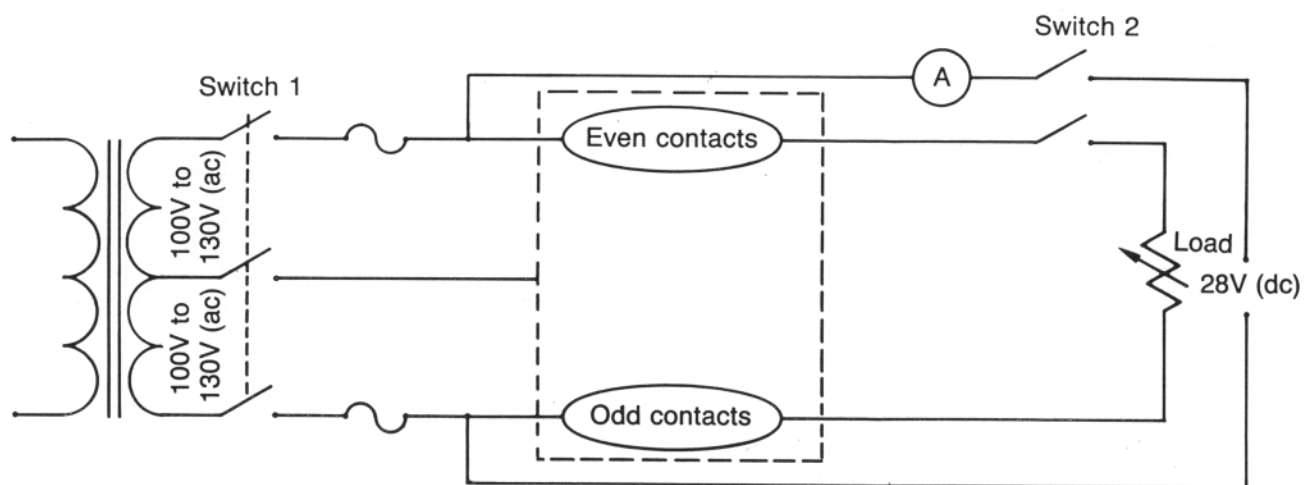 Switch 2
A
Switch 1
Even contacts
100V to
130V (ac)
Load
28V (dc)
100V to
130V (ac)
Odd contacts